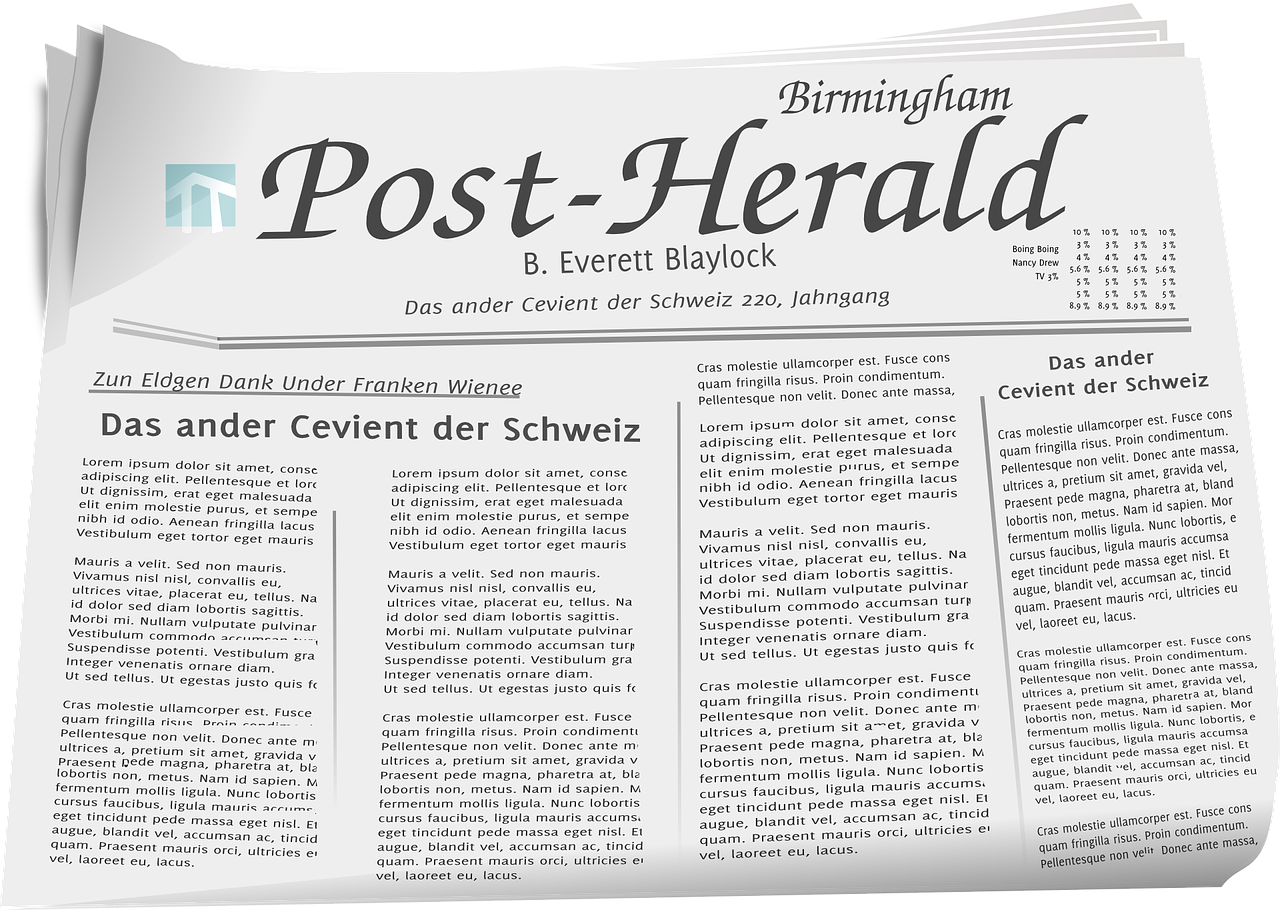 Birmingham
Post-Herald
B. Everett Blaylock
Das ander Cevient der Schweiz 220, Jahngang
10 % 10 % 10 % 10 %
Boing Boing 3 % 3 % 3 % 3 %
Nancy Drew 4 % 4 % 4 % 4 %
TV 3% 5.6 % 5.6 % 5.6 % 5.6 %
5 % 5 % 5 % 5 %
5 % 5 % 5 % 5 %
8.9 % 8.9 % 8.9 % 8.9 %
Zun Eldgen Dank Under Franken Wienee
Das ander Cevient der Schweiz
Lorem ipsum dolor sit amet, conse
adipiscing elit. Pellentesque et lorc
Ut dignissim, erat eget malesuada
elit enim molestie purus, et sempe
nibh id odio. Aenean fringilla lacus
Vestibulum eget tortor eget mauris
Mauris a velit. Sed non mauris.
Vivamus nisl nisl, convallis eu,
ultrices vitae, placerat eu, tellus. Na
id dolor sed diam lobortis sagittis.
Morbi mi. Nullam vulputate pulvinar
Vestibulum commodo accumsan
Suspendisse potenti. Vestibulum gra
Integer venenatis ornare diam.
Ut sed tellus. Ut egestas justo quis
Cras molestie ullamcorper est. Fusce
quam fringilla risus. Proin
Pellentesque non velit. Donec ante m
ultrices a, pretium sit amet, gravida v
Praesent pede magna, pharetra at, bla
lobortis non, metus. Nam id sapien. M
fermentum mollis ligula. Nunc lobortis
cursus faucibus, ligula mauris
eget tincidunt pede massa eget nisl. Et
augue, blandit vel, accumsan ac, tincid
quam. Praesent mauris orci, ultricies
vel, laoreet eu, lacus.
Lorem ipsum dolor sit amet, conse
adipiscing elit. Pellentesque et lorc
Ut dignissim, erat eget malesuada
elit enim molestie purus, et sempe
nibh id odio. Aenean fringilla lacus
Vestibulum eget tortor eget mauris
Mauris a velit. Sed non mauris.
Vivamus nisl nisl, convallis eu,
ultrices vitae, placerat eu, tellus. Na
id dolor sed diam lobortis sagittis.
Morbi mi. Nullam vulputate pulvinar
Vestibulum commodo accumsan turp
Suspendisse potenti. Vestibulum gra
Integer venenatis ornare diam.
Ut sed tellus. Ut egestas justo quis
Cras molestie ullamcorper est. Fusce
quam fringilla risus. Proin condiment
Pellentesque non velit. Donec ante m
ultrices a, pretium sit amet, gravida v
Praesent pede magna, pharetra at, bla
lobortis non, metus. Nam id sapien. M
fermentum mollis ligula. Nunc lobortis
cursus faucibus, ligula mauris accums
eget tincidunt pede massa eget nisl. Et
augue, blandit vel, accumsan ac, tincid
quam. Praesent mauris orci, ultricies
vel, laoreet eu, lacus.
Cras molestie ullamcorper est. Fusce cons
quam fringilla risus. Proin condimentum.
Pellentesque non velit. Donec ante massa,
Lorem ipsum dolor sit amet, conse
adipiscing elit. Pellentesque et lorc
Ut dignissim, erat eget malesuada
elit enim molestie purus, et sempe
nibh id odio. Aenean fringilla lacus
Vestibulum eget tortor eget mauris
Mauris a velit. Sed non mauris.
Vivamus nisl nisl, convallis eu,
ultrices vitae, placerat eu, tellus. Na
id dolor sed diam lobortis sagittis.
Morbi mi. Nullam vulputate pulvinar
Vestibulum commodo accumsan turp
Suspendisse potenti. Vestibulum gra
Integer venenatis ornare diam.
Ut sed tellus. Ut egestas justo quis
Cras molestie ullamcorper est. Fusce
quam fringilla risus. Proin condiment
Pellentesque non velit. Donec ante m
ultrices a, pretium sit amet, gravida v
Praesent pede magna, pharetra at, bla
lobortis non, metus. Nam id sapien. M
fermentum mollis ligula. Nunc lobortis
cursus faucibus, ligula mauris accums
eget tincidunt pede massa eget nisl. Et
augue, blandit vel, accumsan ac, tincid
quam. Praesent mauris orci, ultricies
vel, laoreet eu, lacus.
Das ander
Cevient der Schweiz
Cras molestie ullamcorper est. Fusce cons
quam fringilla risus. Proin condimentum.
Pellentesque non velit. Donec ante massa,
ultrices a, pretium sit amet, gravida vel,
Praesent pede magna, pharetra at, bland
lobortis non, metus. Nam id sapien. Mor
fermentum mollis ligula. Nunc lobortis, e
cursus faucibus, ligula mauris accumsa
eget tincidunt pede massa eget nisl. Et
augue, blandit vel, accumsan ac, tincid
quam. Praesent mauris orci, ultricies eu
vel, laoreet eu, lacus.
Cras molestie ullamcorper est. Fusce cons
quam fringilla risus. Proin condimentum.
Pellentesque non velit. Donec ante massa,
ultrices a, pretium sit amet, gravida vel,
Praesent pede magna, pharetra at, bland
lobortis non, metus. Nam id sapien. Mor
fermentum mollis ligula. Nunc lobortis, e
cursus faucibus, ligula mauris accumsa
eget tincidunt pede massa eget nisl. Et
augue, blandit vel, accumsan ac, tincid
quam. Praesent mauris orci, ultricies eu
vel, laoreet eu, lacus.
Cras molestie ullamcorper est. Fusce cons
quam fringilla risus. Proin condimentum.
Pellentesque non velit. Donec ante massa,